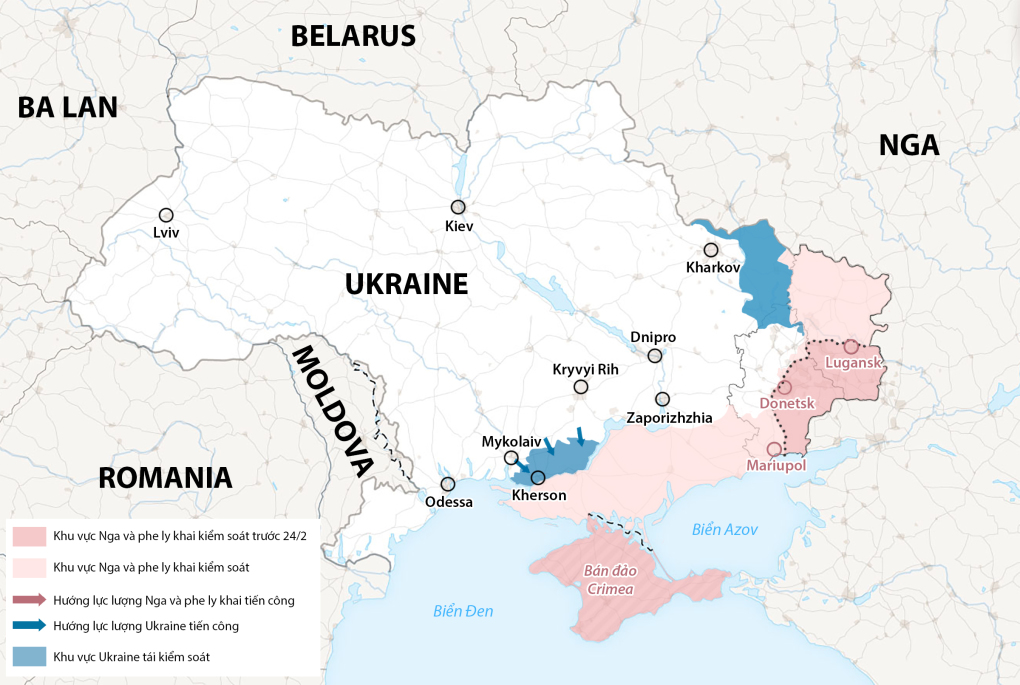 BELARUS
BA LAN
NGA
Lviv
Kiev
Kharkov
UKRAINE
Dnipro
Lugansk
Kryvyi Rih
Donetsk
Zaporizhzhia
MOLDOVA
Mykolaiv
Mariupol
ROMANIA
Kherson
Odessa
Biển Azov
Bán đảo
Crimea
Biển Đen
Khu vực Nga và phe ly khai kiểm soát trước 24/2
Khu vực Nga và phe ly khai kiểm soát
Hướng lực lượng Nga và phe ly khai tiến công
Hướng lực lượng Ukraine tiến công
Khu vực Ukraine tái kiểm soát